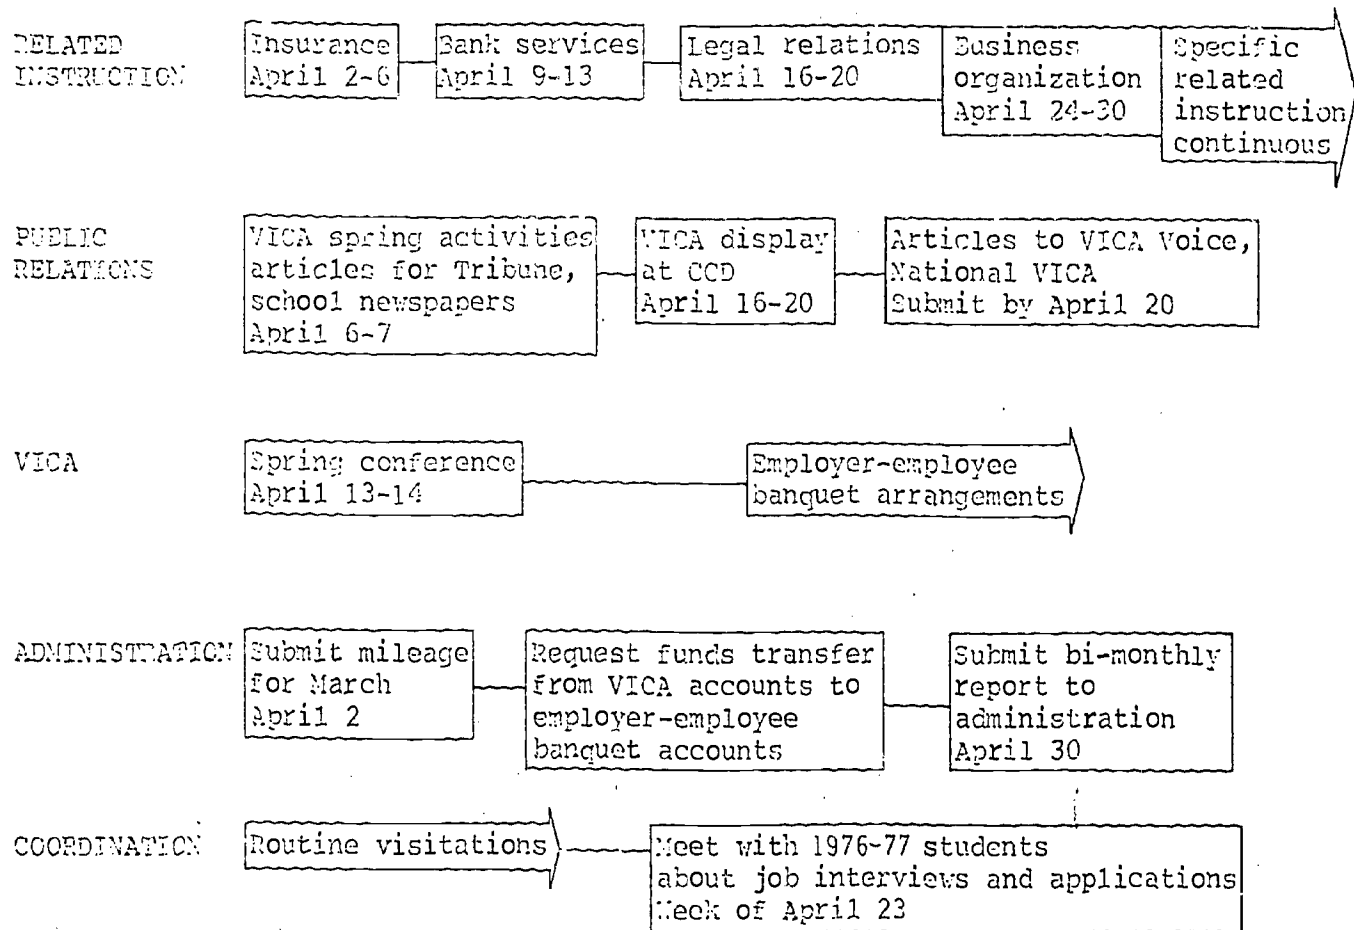 RELATED
INSTRUCTION
Insurance
April 2-6
Bank services
April 9-13
Legal relations
April 16-20
Business
organization
April 24-30
Specific
related
instruction
continuous
PUBLIC
RELATIONS
VICA spring activities
articles for Tribune,
school newspapers
April 6-7
VICA display
at CCD
April 16-20
Articles to VICA Voice,
National VICA
Submit by April 20
VICA
Spring conference
April 13-14
Employer-employee
banquet arrangements
ADMINISTRATION
Submit mileage
for March
April 2
Request funds transfer
from VICA accounts to
employer-employee
banquet accounts
Submit bi-monthly
report to
administration
April 30
COORDINATION
Routine visitations
Meet with 1976-77 students
about job interviews and applications
Week of April 23